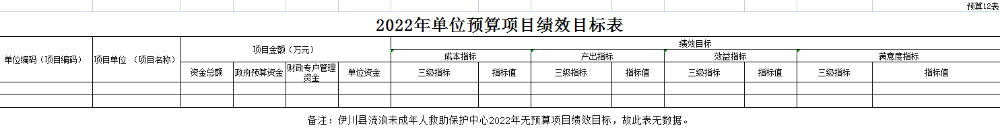 预算12表
2022年单位预算项目绩效目标表
单位编码（项目编码） 项目单位 （项目名称） 项目金额（万元） 绩效目标
成本指标 产出指标 效益指标 满意度指标
资金总额 政府预算资金 财政专户管理资金 单位资金 三级指标 指标值 三级指标 指标值 三级指标 指标值 三级指标 指标值
备注：伊川县流浪未成年人救助保护中心2022年无预算项目绩效目标，故此表无数据。